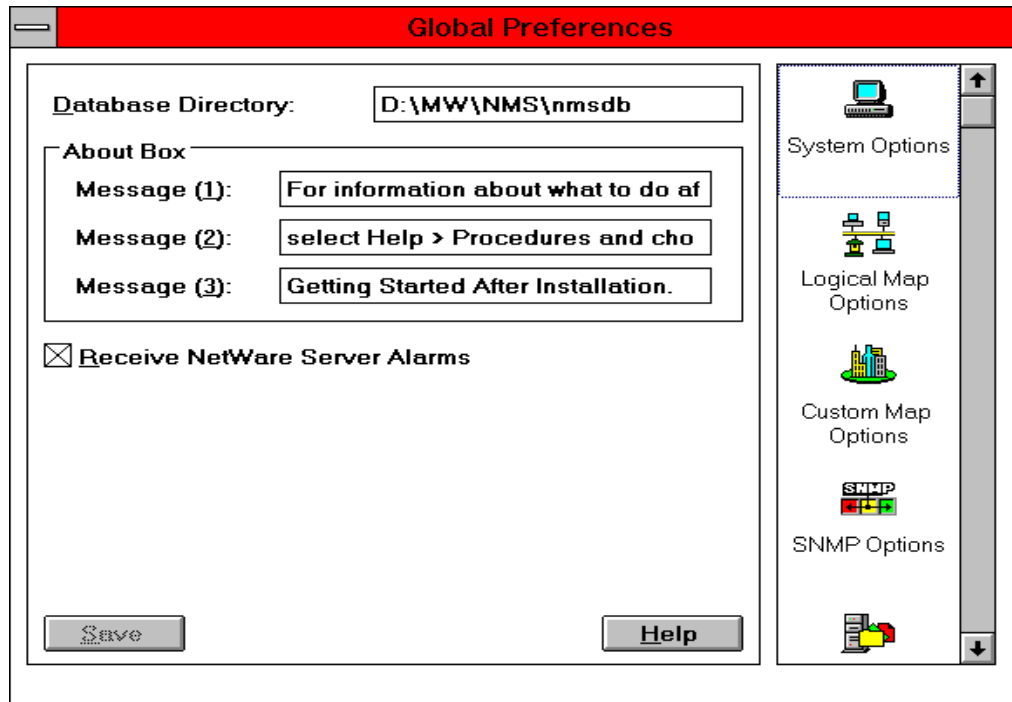 Global Preferences
Database Directory: D:\MW\NMS\nmsdb
About Box
Message (1): For information about what to do af
Message (2): select Help > Procedures and cho
Message (3): Getting Started After Installation.
Receive NetWare Server Alarms
Save
Help
System Options
Logical Map
Options
Custom Map
Options
SNMP
SNMP Options